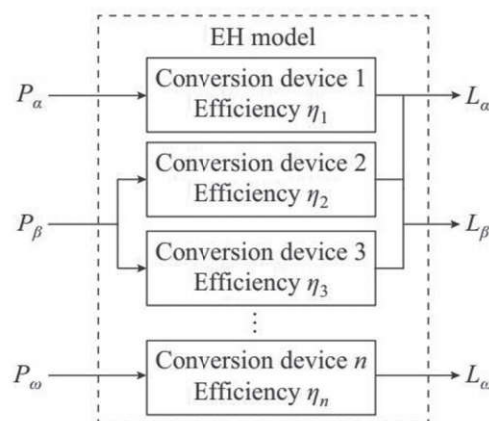 EH model
P_α
Conversion device 1
Efficiency η_1
L_α
Conversion device 2
Efficiency η_2
P_β
L_β
Conversion device 3
Efficiency η_3
⋮
P_ω
Conversion device n
Efficiency η_n
L_α